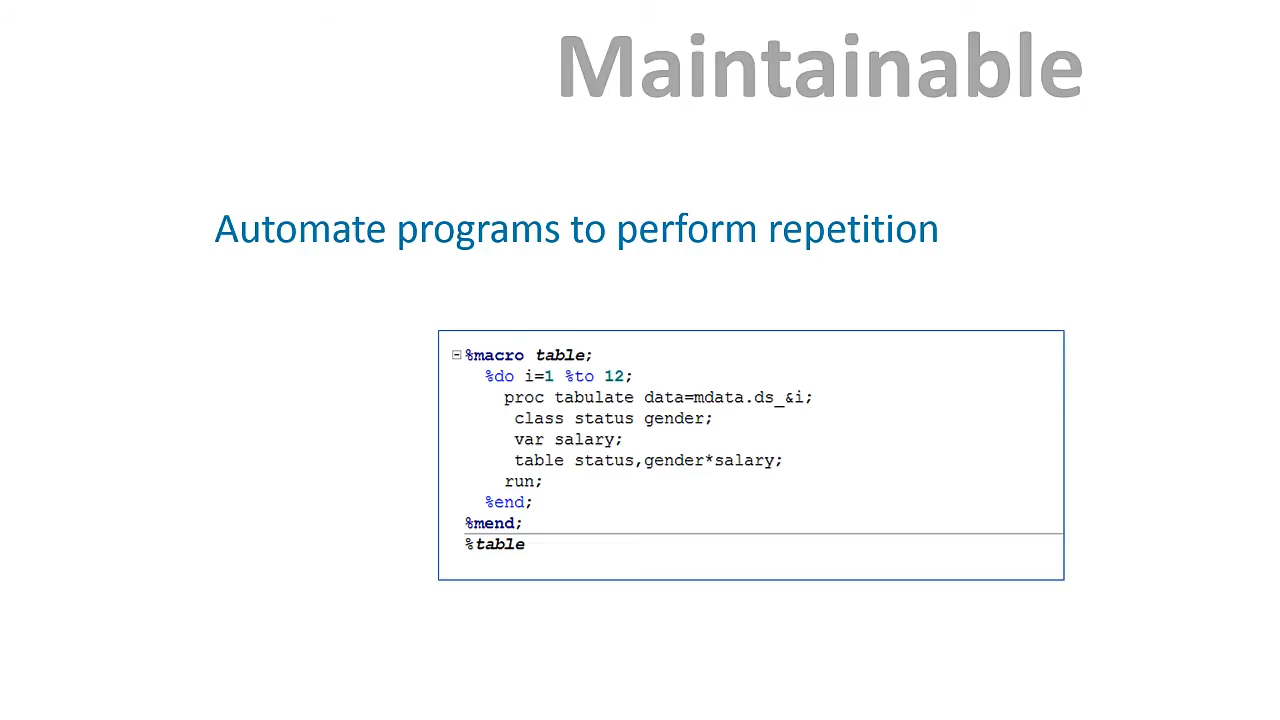 Maintainable
Automate programs to perform repetition
%macro table;
%do i=1 %to 12;
proc tabulate data=mdata.ds_&i;
class status gender;
var salary;
table status,gender*salary;
run;
%end;
%mend;
%table